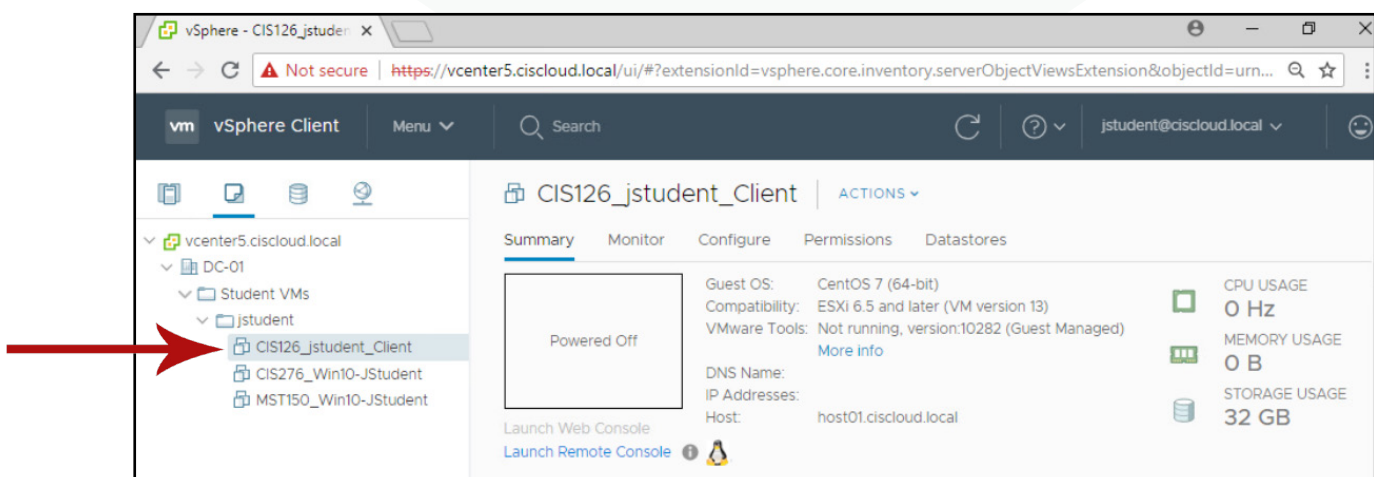 vSphere - CIS126_jstuden
Not secure | https://vcenter5.ciscloud.local/ui/#?extensionId=vsphere.core.inventory.serverObjectViewsExtension&objectId=urn...
vm vSphere Client Menu Search jstudent@ciscloud.local
vcenter5.ciscloud.local
DC-01
Student VMs
jstudent
CIS126_jstudent_Client
CIS276_Win10-JStudent
MST150_Win10-JStudent
CIS126_jstudent_Client ACTIONS
Summary Monitor Configure Permissions Datastores
Powered Off
Launch Web Console
Launch Remote Console
Guest OS: CentOS 7 (64-bit)
Compatibility: ESXi 6.5 and later (VM version 13)
VMware Tools: Not running, version:10282 (Guest Managed)
More info
DNS Name:
IP Addresses:
Host: host01.ciscloud.local
CPU USAGE
0 Hz
MEMORY USAGE
0 B
STORAGE USAGE
32 GB